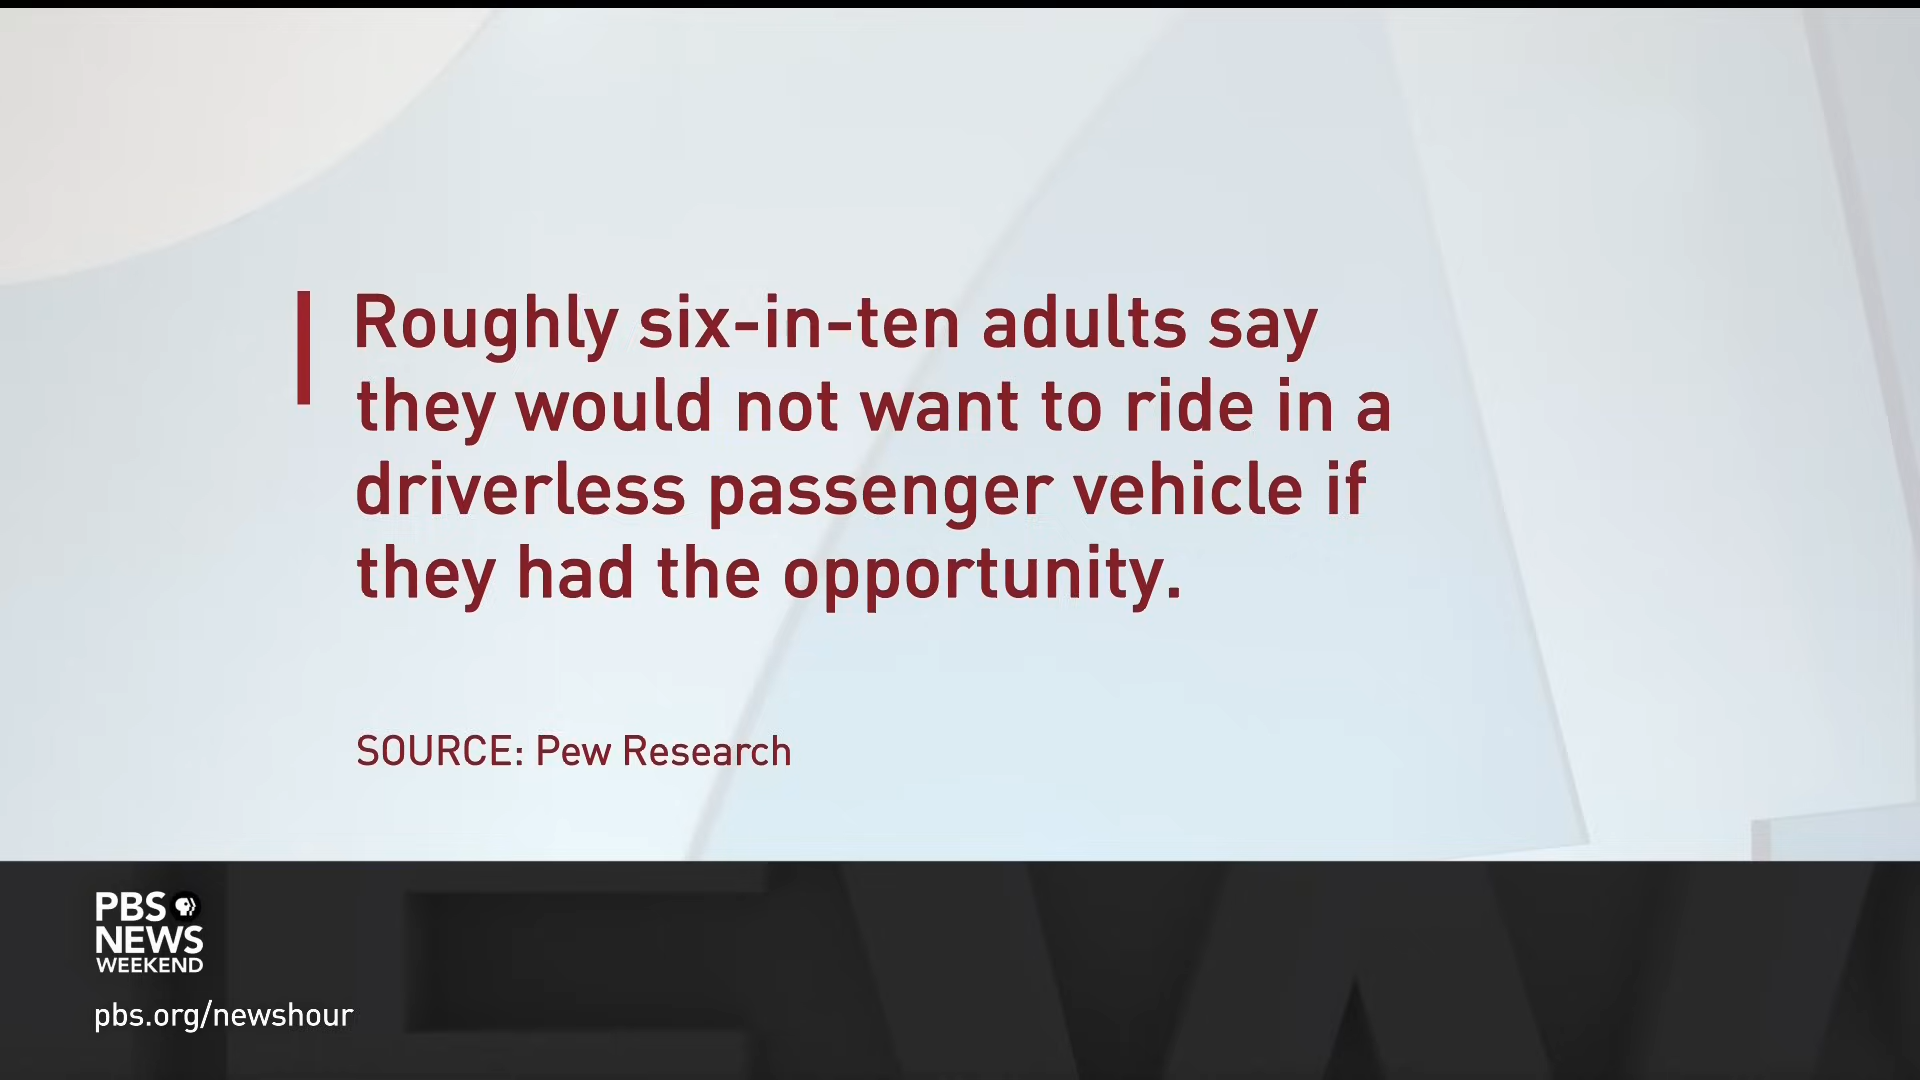 Roughly six-in-ten adults say
they would not want to ride in a
driverless passenger vehicle if
they had the opportunity.
SOURCE: Pew Research
PBS
NEWS
WEEKEND
pbs.org/newshour